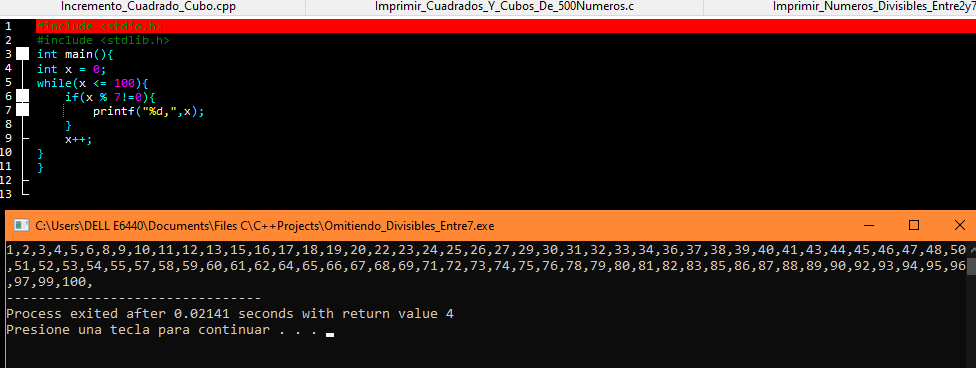 Incremento_Cuadrado_Cubo.cpp Imprimir_Cuadrados_Y_Cubos_De_500Numeros.c Imprimir_Numeros_Divisibles_Entre2y7
1 #include <stdio.h>
2 #include <stdlib.h>
3 int main(){
4 int x = 0;
5 while(x <= 100){
6 if(x % 7!=0){
7 printf("%d,",x);
8 }
9 x++;
10 }
11 }
12
13
C:\Users\DELL E6440\Documents\Files C\C++Projects\Omitiendo_Divisibles_Entre7.exe
1,2,3,4,5,6,8,9,10,11,12,13,15,16,17,18,19,20,22,23,24,25,26,27,29,30,31,32,33,34,36,37,38,39,40,41,43,44,45,46,47,48,50
,51,52,53,54,55,57,58,59,60,61,62,64,65,66,67,68,69,71,72,73,74,75,76,78,79,80,81,82,83,85,86,87,88,89,90,92,93,94,95,96
,97,99,100,
--------------------------------
Process exited after 0.02141 seconds with return value 4
Presione una tecla para continuar . . .